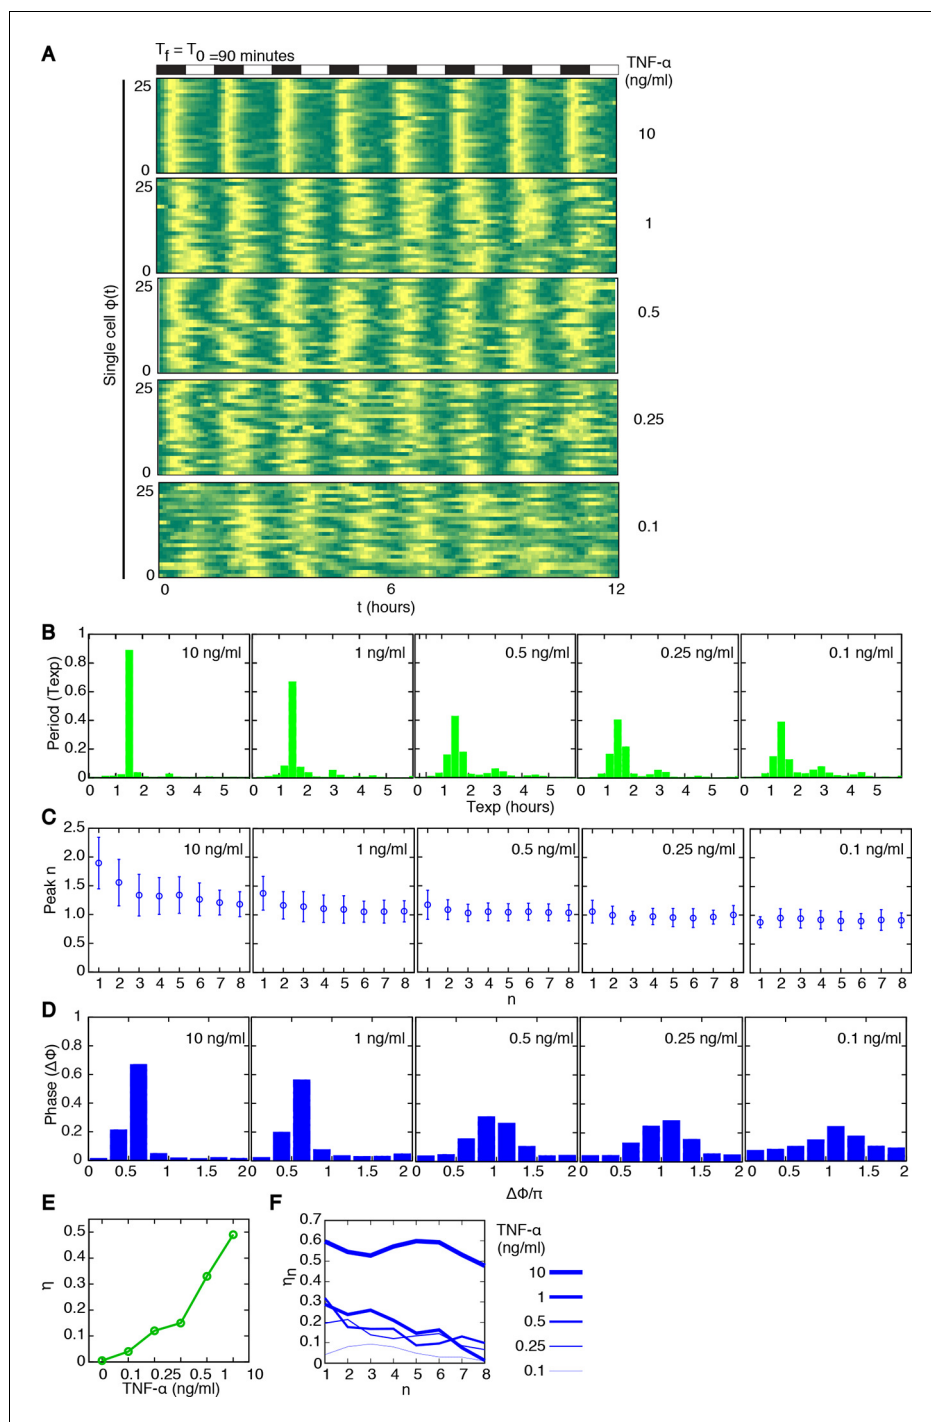 A
T_f = T_0 =90 minutes
TNF-α
(ng/ml)
Single cell ϕ(t)
25
0
10
25
0
1
25
0
0.5
25
0
0.25
25
0
0.1
0 6 12
t (hours)
B
Period (Texp)
1
0.8
0.6
0.4
0.2
0
10 ng/ml 1 ng/ml 0.5 ng/ml 0.25 ng/ml 0.1 ng/ml
0 1 2 3 4 5 0 1 2 3 4 5 0 1 2 3 4 5 0 1 2 3 4 5 0 1 2 3 4 5
Texp (hours)
C
Peak n
2.5
2.0
1.5
1.0
0.5
0
10 ng/ml 1 ng/ml 0.5 ng/ml 0.25 ng/ml 0.1 ng/ml
1 2 3 4 5 6 7 8 1 2 3 4 5 6 7 8 1 2 3 4 5 6 7 8 1 2 3 4 5 6 7 8 1 2 3 4 5 6 7 8
n
D
Phase (ΔΦ)
1
0.8
0.6
0.4
0.2
0
10 ng/ml 1 ng/ml 0.5 ng/ml 0.25 ng/ml 0.1 ng/ml
0 0.5 1 1.5 2 0 0.5 1 1.5 2 0 0.5 1 1.5 2 0 0.5 1 1.5 2 0 0.5 1 1.5 2
ΔΦ/π
E
η
0.5
0.4
0.3
0.2
0.1
0
0 0.1 0.25 0.5 1 10
TNF-α (ng/ml)
F
η_n
0.7
0.6
0.5
0.4
0.3
0.2
0.1
0
1 2 3 4 5 6 7 8
n
TNF-α
(ng/ml)
10
1
0.5
0.25
0.1